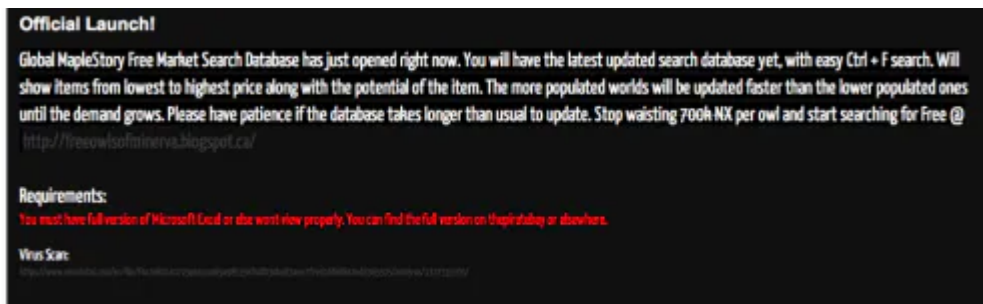 Official Launch!
Global MapleStory Free Market Search Database has just opened right now. You will have the latest updated search database yet, with easy Ctrl + F search. Will
show items from lowest to highest price along with the potential of the item. The more populated worlds will be updated faster than the lower populated ones
until the demand grows. Please have patience if the database takes longer than usual to update. Stop waisting 700k NX per owl and start searching for Free @
http://freeowlsofminerva.blogspot.ca/
Requirements:
You must have full version of Microsoft Excel or else wont view properly. You can find the full version on thepiratebay or elsewhere.
Virus Scan: